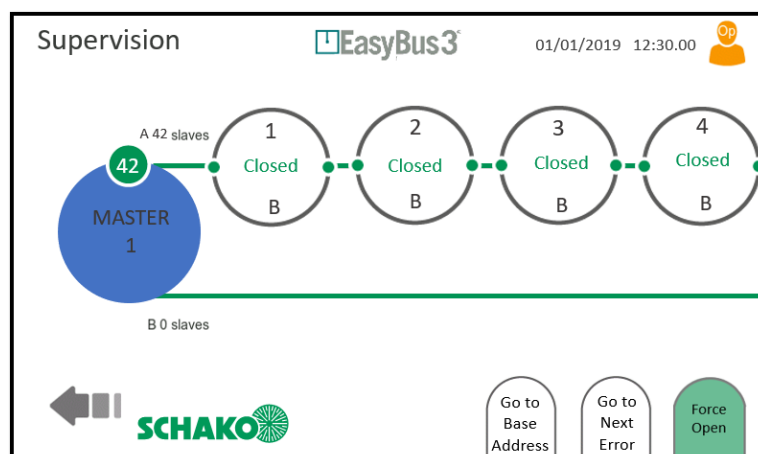 Supervision
EasyBus3
01/01/2019 12:30.00
Op
A 42 slaves
42
MASTER
1
1
Closed
B
2
Closed
B
3
Closed
B
4
Closed
B
B 0 slaves
SCHAKO
Go to
Base
Address
Go to
Next
Error
Force
Open